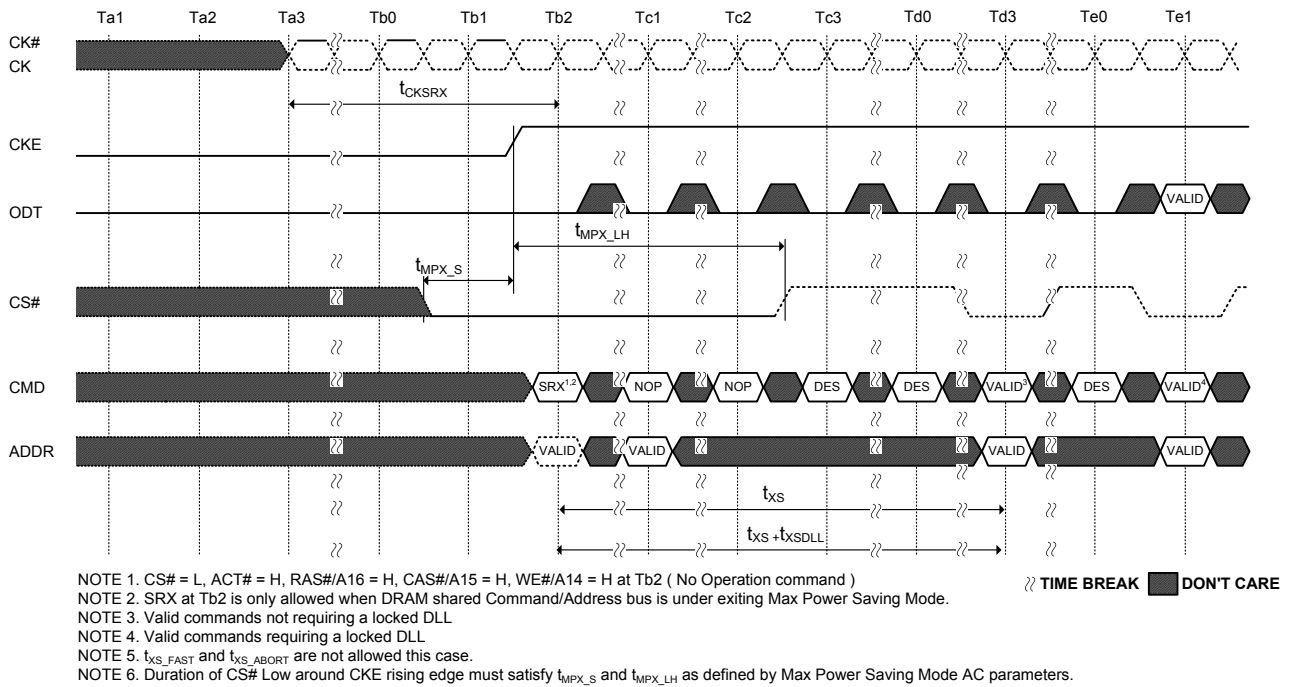 Ta1 Ta2 Ta3 Tb0 Tb1 Tb2 Tc1 Tc2 Tc3 Td0 Td3 Te0 Te1
CK#
CK
tCKSRX
CKE
ODT VALID
tMPX_LH
tMPX_S
CS#
CMD SRX1,2 NOP NOP DES DES VALID3 DES VALID4
ADDR VALID VALID VALID VALID
tXS
tXS +tXSDLL
NOTE 1. CS# = L, ACT# = H, RAS#/A16 = H, CAS#/A15 = H, WE#/A14 = H at Tb2 ( No Operation command )
TIME BREAK DON'T CARE
NOTE 2. SRX at Tb2 is only allowed when DRAM shared Command/Address bus is under exiting Max Power Saving Mode.
NOTE 3. Valid commands not requiring a locked DLL
NOTE 4. Valid commands requiring a locked DLL
NOTE 5. tXS_FAST and tXS_ABORT are not allowed this case.
NOTE 6. Duration of CS# Low around CKE rising edge must satisfy tMPX_S and tMPX_LH as defined by Max Power Saving Mode AC parameters.